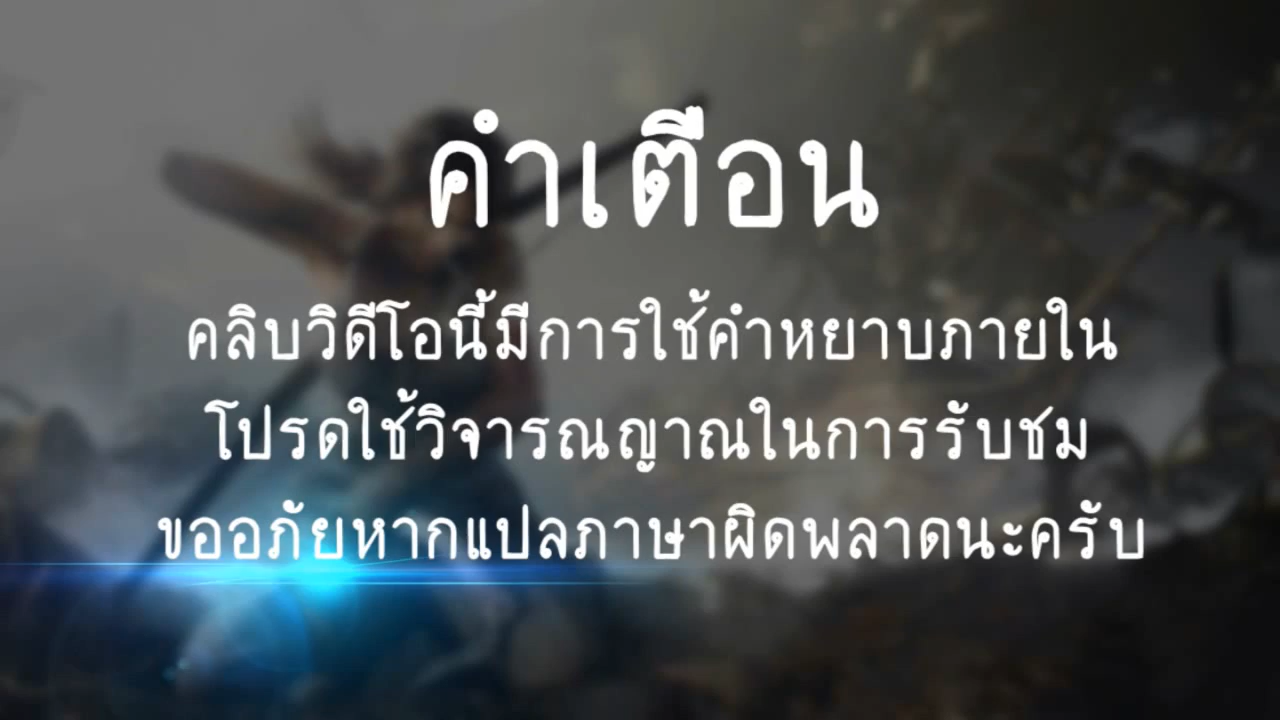 คำเตือน
คลิบวิดีโอนี้มีการใช้คำหยาบภายใน
โปรดใช้วิจารณญาณในการรับชม
ขออภัยหากแปลภาษาผิดพลาดนะครับ